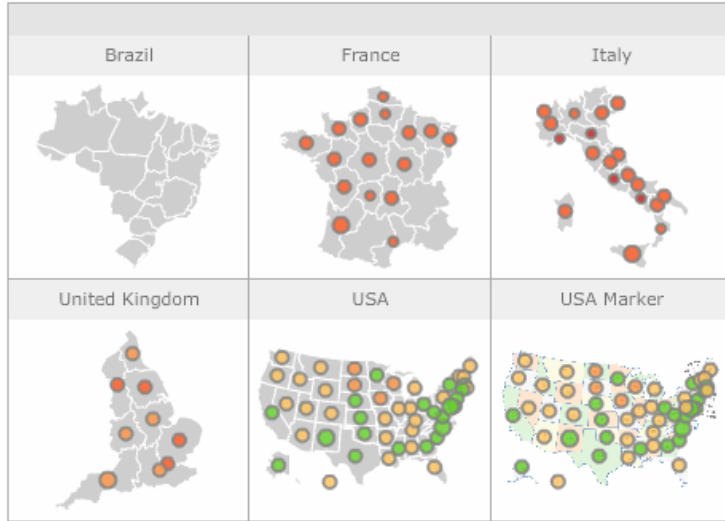 Brazil
France
Italy
United Kingdom
USA
USA Marker